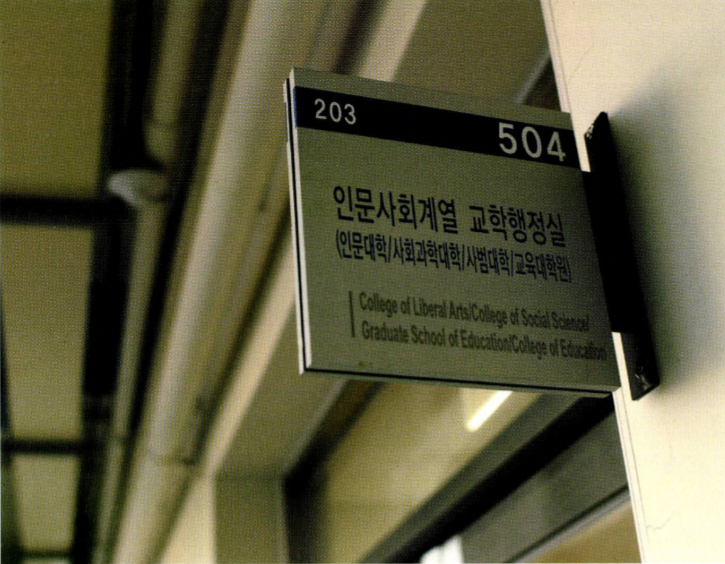 203
504
인문사회계열 교학행정실
(인문대학/사회과학대학/사범대학/교육대학원)
College of Liberal Arts/College of Social Science/
Graduate School of Education/College of Education